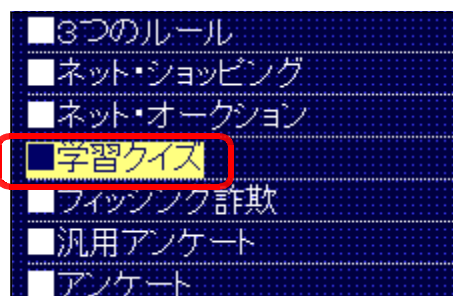 ■3つのルール
■ネット・ショッピング
■ネット・オークション
■学習クイズ
■フィッシング詐欺
■汎用アンケート
■アンケート